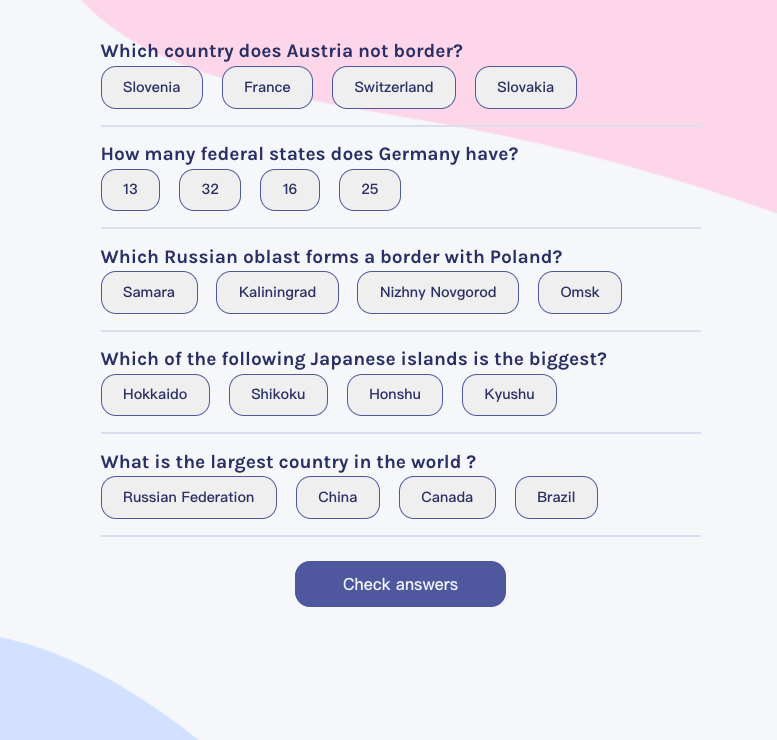 Which country does Austria not border?
Slovenia France Switzerland Slovakia
How many federal states does Germany have?
13 32 16 25
Which Russian oblast forms a border with Poland?
Samara Kaliningrad Nizhny Novgorod Omsk
Which of the following Japanese islands is the biggest?
Hokkaido Shikoku Honshu Kyushu
What is the largest country in the world ?
Russian Federation China Canada Brazil
Check answers